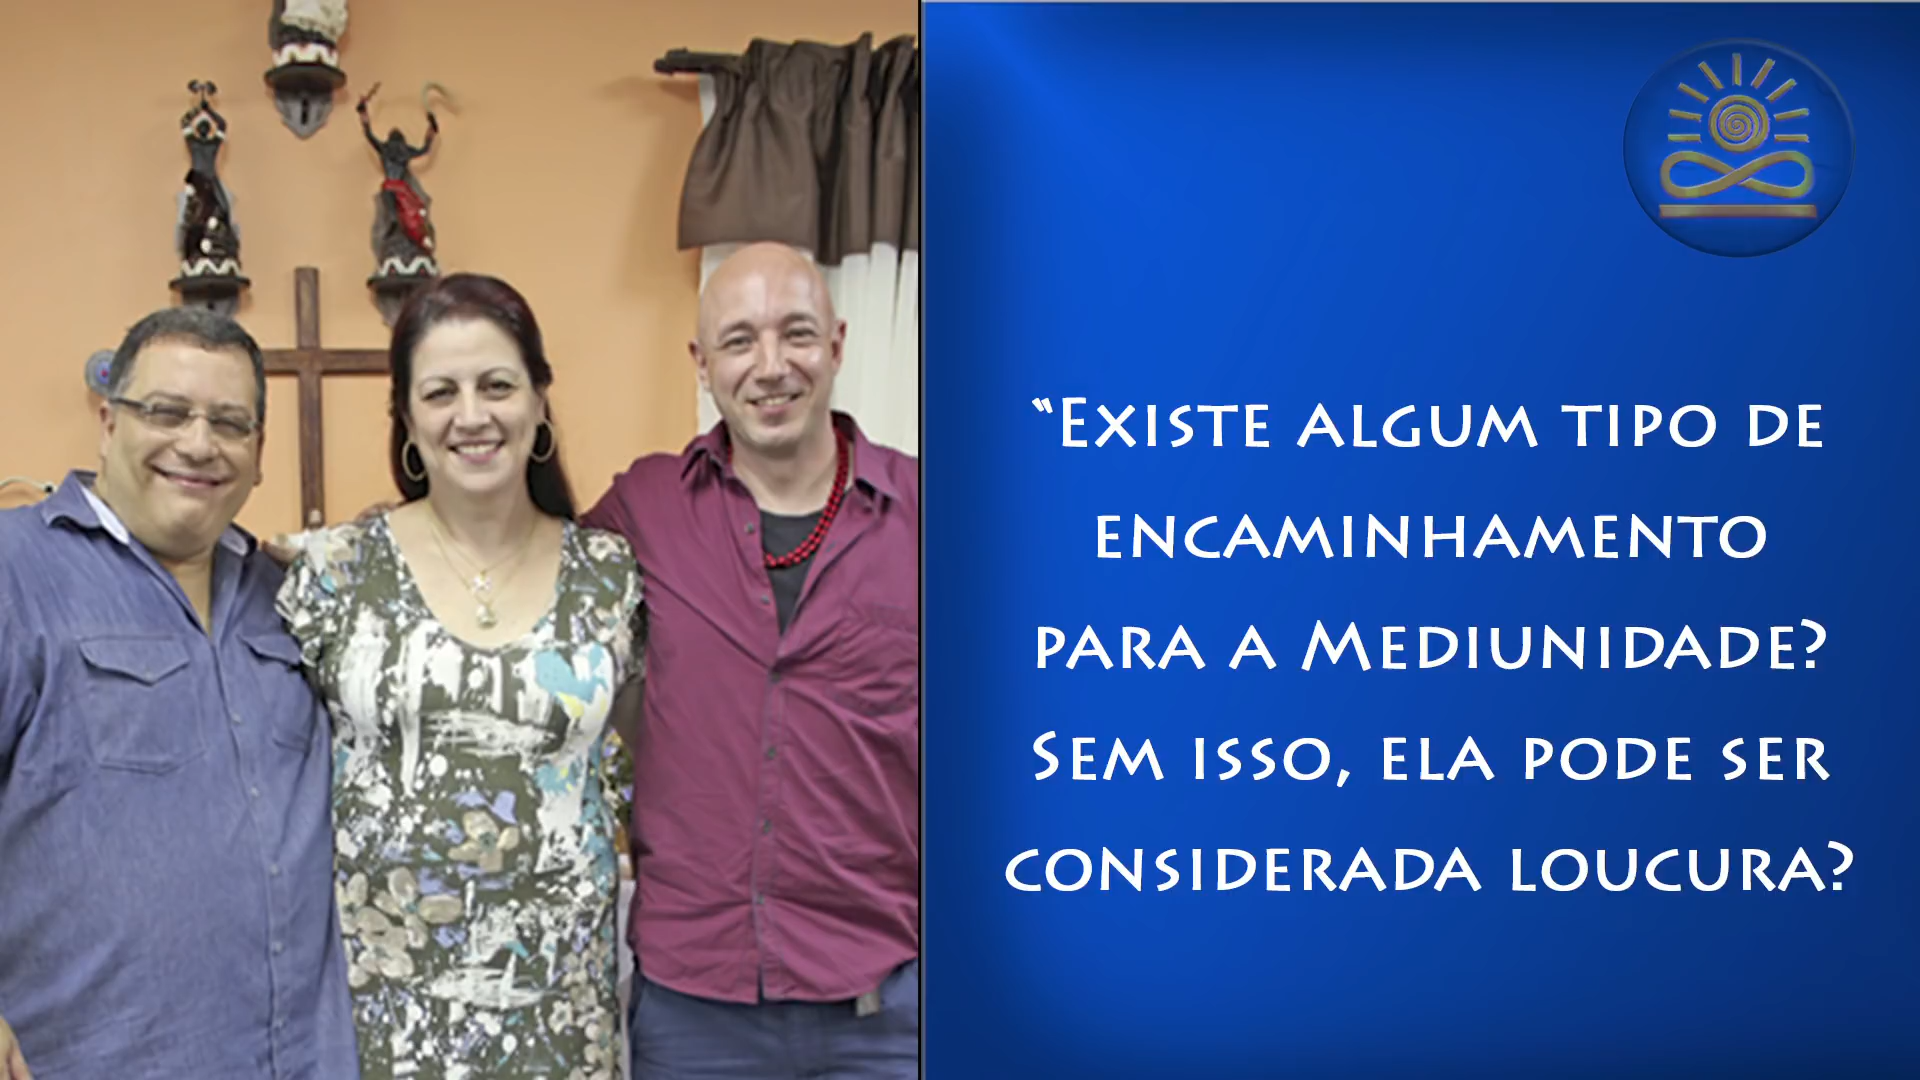 “Existe algum tipo de
encaminhamento
para a Mediunidade?
Sem isso, ela pode ser
considerada loucura?